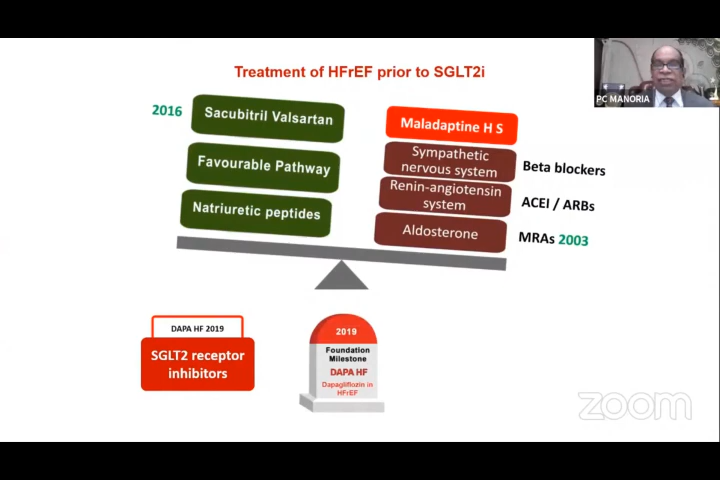 Treatment of HFrEF prior to SGLT2i
PC MANORIA
2016
Sacubitril Valsartan
Favourable Pathway
Natriuretic peptides
Maladaptine H S
Sympathetic
nervous system
Beta blockers
Renin-angiotensin
system
ACEI / ARBs
Aldosterone
MRAs 2003
DAPA HF 2019
SGLT2 receptor
inhibitors
2019
Foundation
Milestone
DAPA HF
Dapagliflozin in
HFrEF
zoom